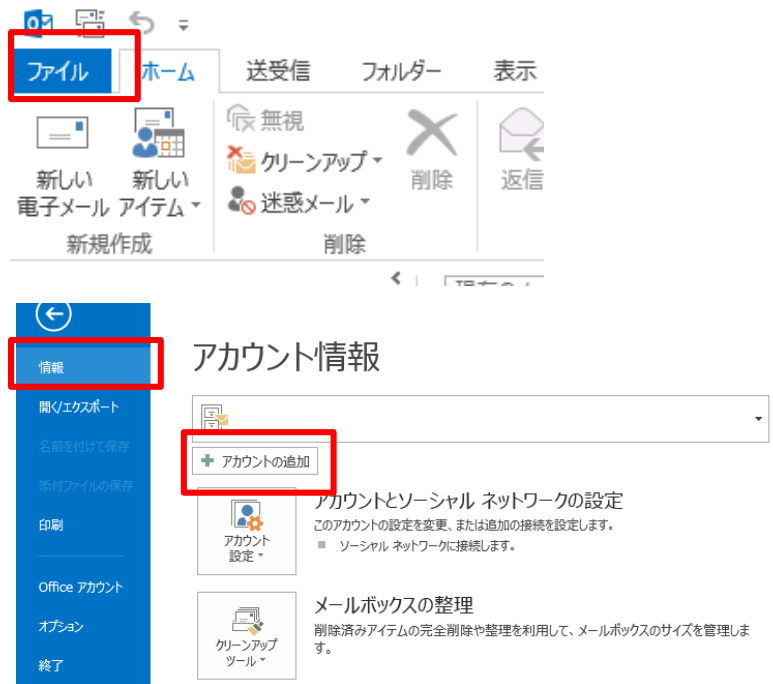 ファイル
ホーム
送受信
フォルダー
表示
無視
クリーンアップ
迷惑メール
新しい
電子メール
新しい
アイテム
削除
返信
新規作成
削除
情報
開く/エクスポート
名前を付けて保存
添付ファイルの保存
印刷
Office アカウント
オプション
終了
アカウント情報
アカウントの追加
アカウント
設定
アカウントとソーシャル ネットワークの設定
このアカウントの設定を変更、または追加の接続を設定します。
ソーシャル ネットワークに接続します。
クリーンアップ
ツール
メールボックスの整理
削除済みアイテムの完全削除や整理を利用して、メールボックスのサイズを管理しま
す。